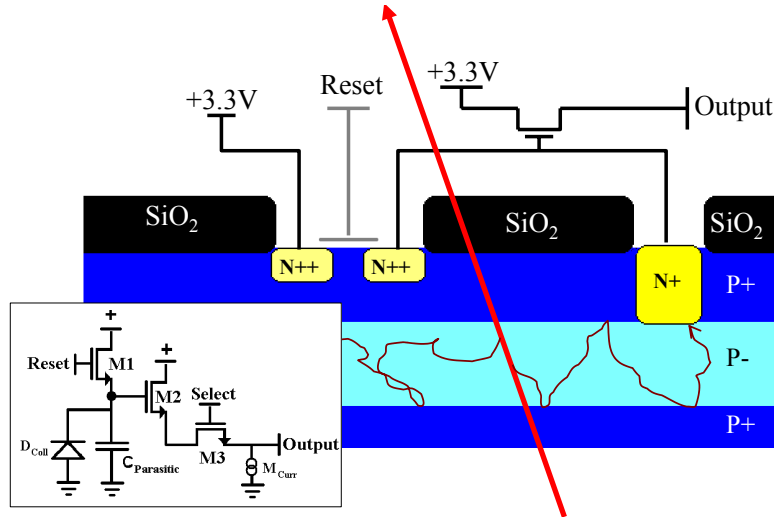 +3.3V
Reset
+3.3V
Output
SiO2
SiO2
SiO2
N++
N++
N+
P+
P-
P+
+
+
Reset
M1
M2
Select
M3
Output
DColl
CParasitic
MCurr